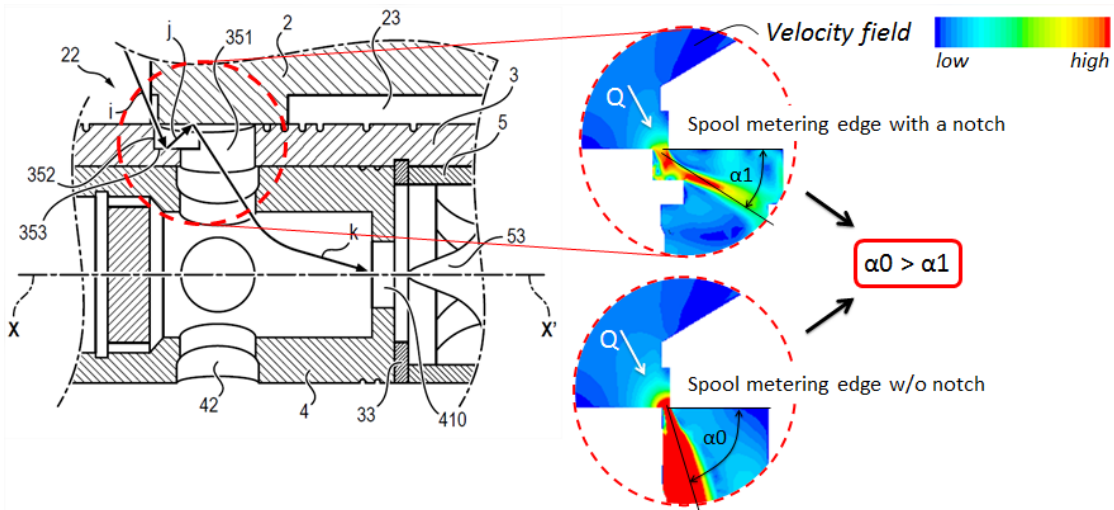 22
i
j
351
2
23
3
5
352
353
k
53
X
X'
42
4
33
410
Velocity field
low
high
Q
Spool metering edge with a notch
α1
α0 > α1
Q
Spool metering edge w/o notch
α0